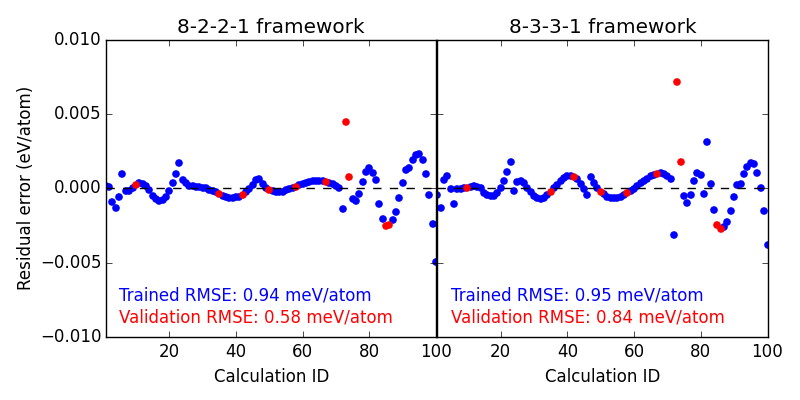 8-2-2-1 framework
8-3-3-1 framework
Residual error (eV/atom)
0.010
0.005
0.000
−0.005
−0.010
Trained RMSE: 0.94 meV/atom
Validation RMSE: 0.58 meV/atom
Trained RMSE: 0.95 meV/atom
Validation RMSE: 0.84 meV/atom
20 40 60 80 100
20 40 60 80 100
Calculation ID
Calculation ID